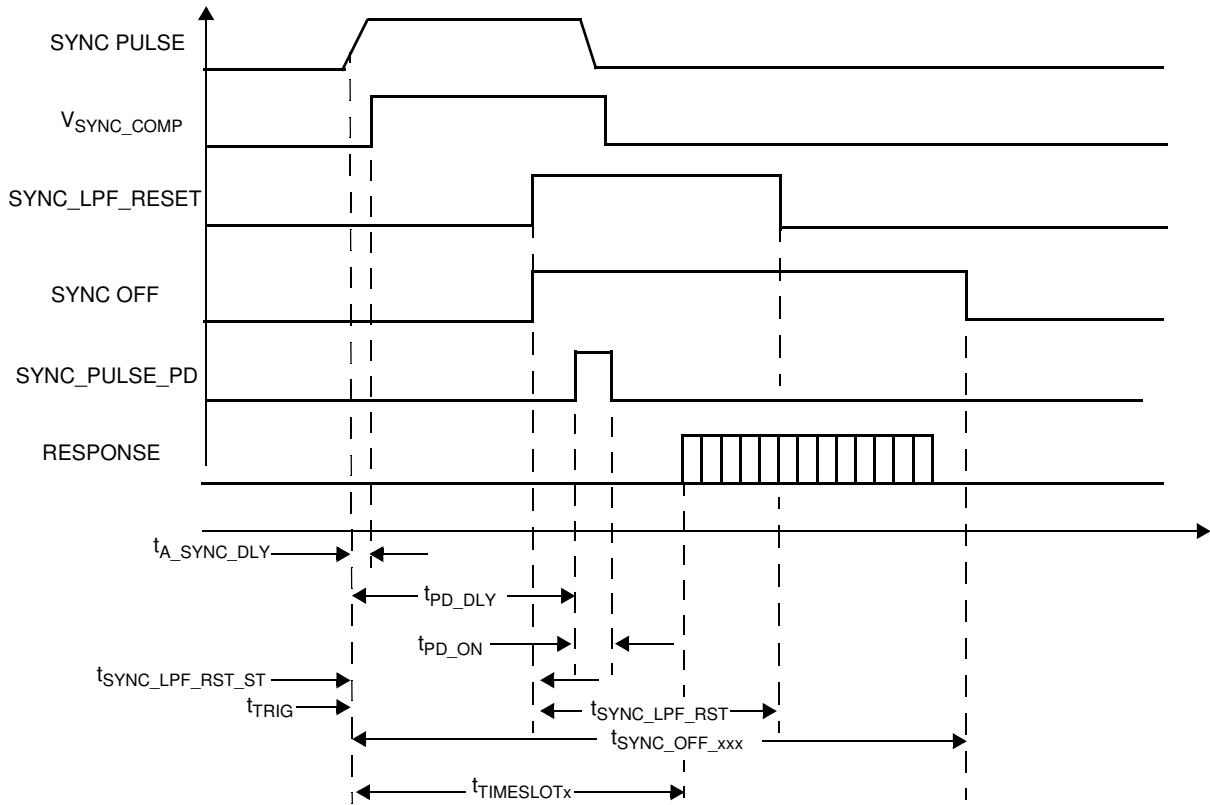 SYNC PULSE
VSYNC_COMP
SYNC_LPF_RESET
SYNC OFF
SYNC_PULSE_PD
RESPONSE
tA_SYNC_DLY
tPD_DLY
tPD_ON
tSYNC_LPF_RST_ST
tTRIG
tSYNC_LPF_RST
tSYNC_OFF_xxx
tTIMESLOTx